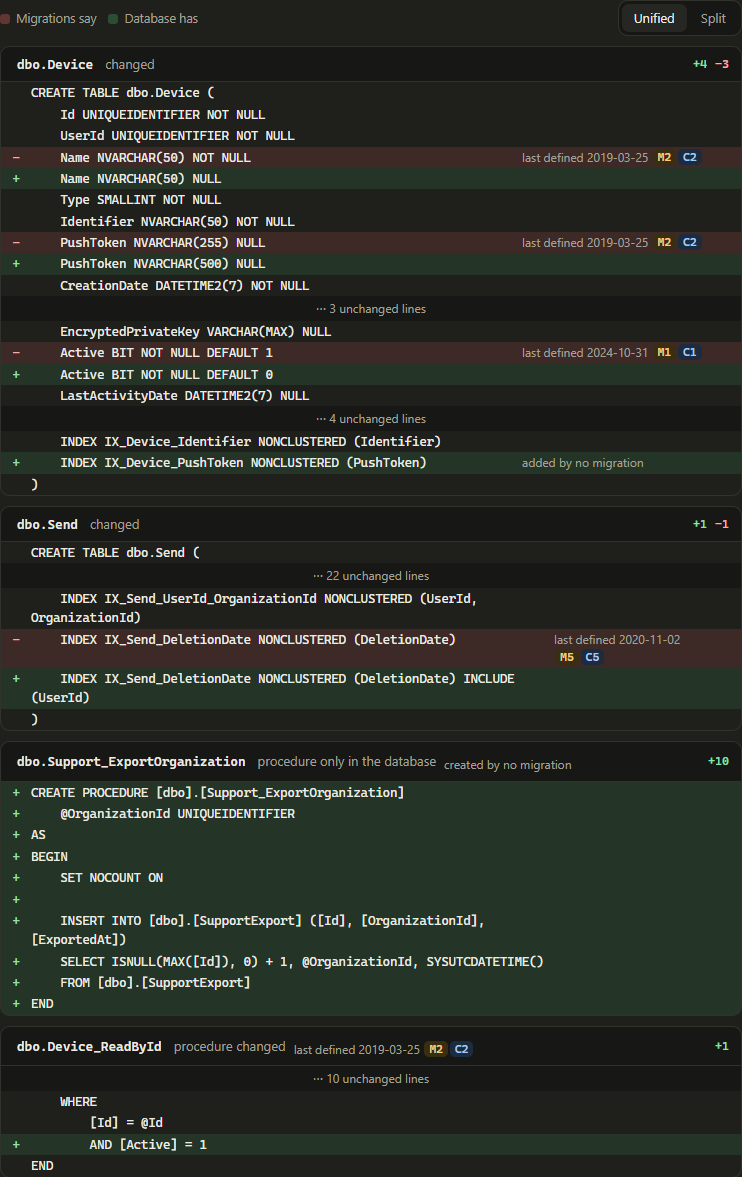 Migrations say Database has Unified Split
dbo.Device changed +4 −3
CREATE TABLE dbo.Device (
Id UNIQUEIDENTIFIER NOT NULL
UserId UNIQUEIDENTIFIER NOT NULL
− Name NVARCHAR(50) NOT NULL last defined 2019-03-25 M2 C2
+ Name NVARCHAR(50) NULL
Type SMALLINT NOT NULL
Identifier NVARCHAR(50) NOT NULL
− PushToken NVARCHAR(255) NULL last defined 2019-03-25 M2 C2
+ PushToken NVARCHAR(500) NULL
CreationDate DATETIME2(7) NOT NULL
··· 3 unchanged lines
EncryptedPrivateKey VARCHAR(MAX) NULL
− Active BIT NOT NULL DEFAULT 1 last defined 2024-10-31 M1 C1
+ Active BIT NOT NULL DEFAULT 0
LastActivityDate DATETIME2(7) NULL
··· 4 unchanged lines
INDEX IX_Device_Identifier NONCLUSTERED (Identifier)
+ INDEX IX_Device_PushToken NONCLUSTERED (PushToken) added by no migration
)
dbo.Send changed +1 −1
CREATE TABLE dbo.Send (
··· 22 unchanged lines
INDEX IX_Send_UserId_OrganizationId NONCLUSTERED (UserId,
OrganizationId)
− INDEX IX_Send_DeletionDate NONCLUSTERED (DeletionDate) last defined 2020-11-02
M5 C5
+ INDEX IX_Send_DeletionDate NONCLUSTERED (DeletionDate) INCLUDE
(UserId)
)
dbo.Support_ExportOrganization procedure only in the database created by no migration +10
+ CREATE PROCEDURE [dbo].[Support_ExportOrganization]
+ @OrganizationId UNIQUEIDENTIFIER
+ AS
+ BEGIN
+ SET NOCOUNT ON
+
+ INSERT INTO [dbo].[SupportExport] ([Id], [OrganizationId],
[ExportedAt])
+ SELECT ISNULL(MAX([Id]), 0) + 1, @OrganizationId, SYSUTCDATETIME()
+ FROM [dbo].[SupportExport]
+ END
dbo.Device_ReadById procedure changed last defined 2019-03-25 M2 C2 +1
··· 10 unchanged lines
WHERE
[Id] = @Id
+ AND [Active] = 1
END